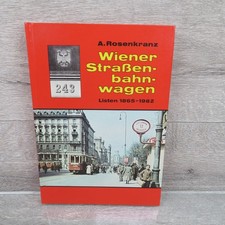 A. Rosenkranz
Wiener
Straßen-
bahn-
wagen
243
Listen 1865-1982